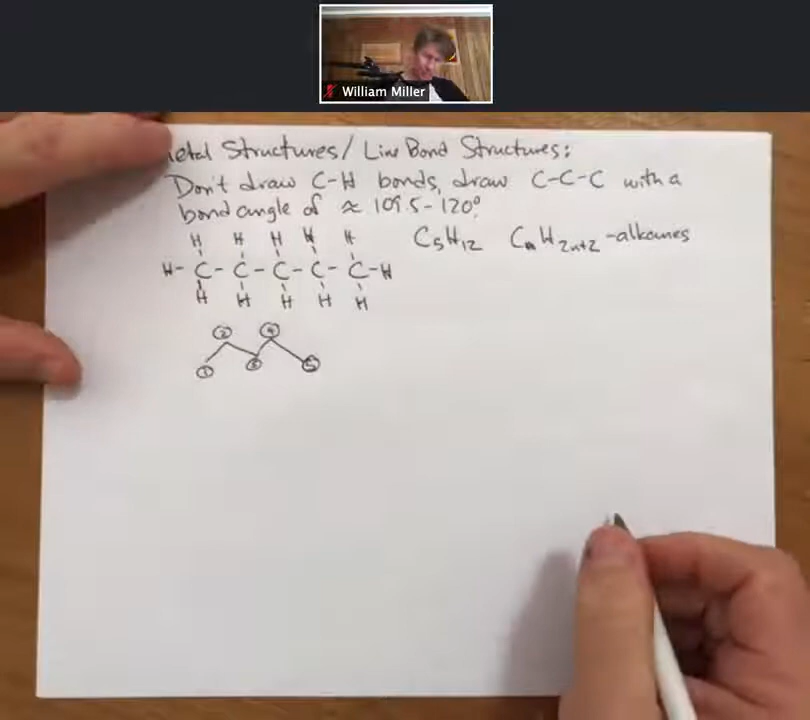 William Miller
Structures/ Line Bond Structures:
Don't draw C-H bonds, draw C-C-C with a
bond angle of ≈ 109.5-120°.
C5H12 CnH2n+2 -alkanes
H H H H H
H-C-C-C-C-C-H
H H H H H
2 4
1 3 5